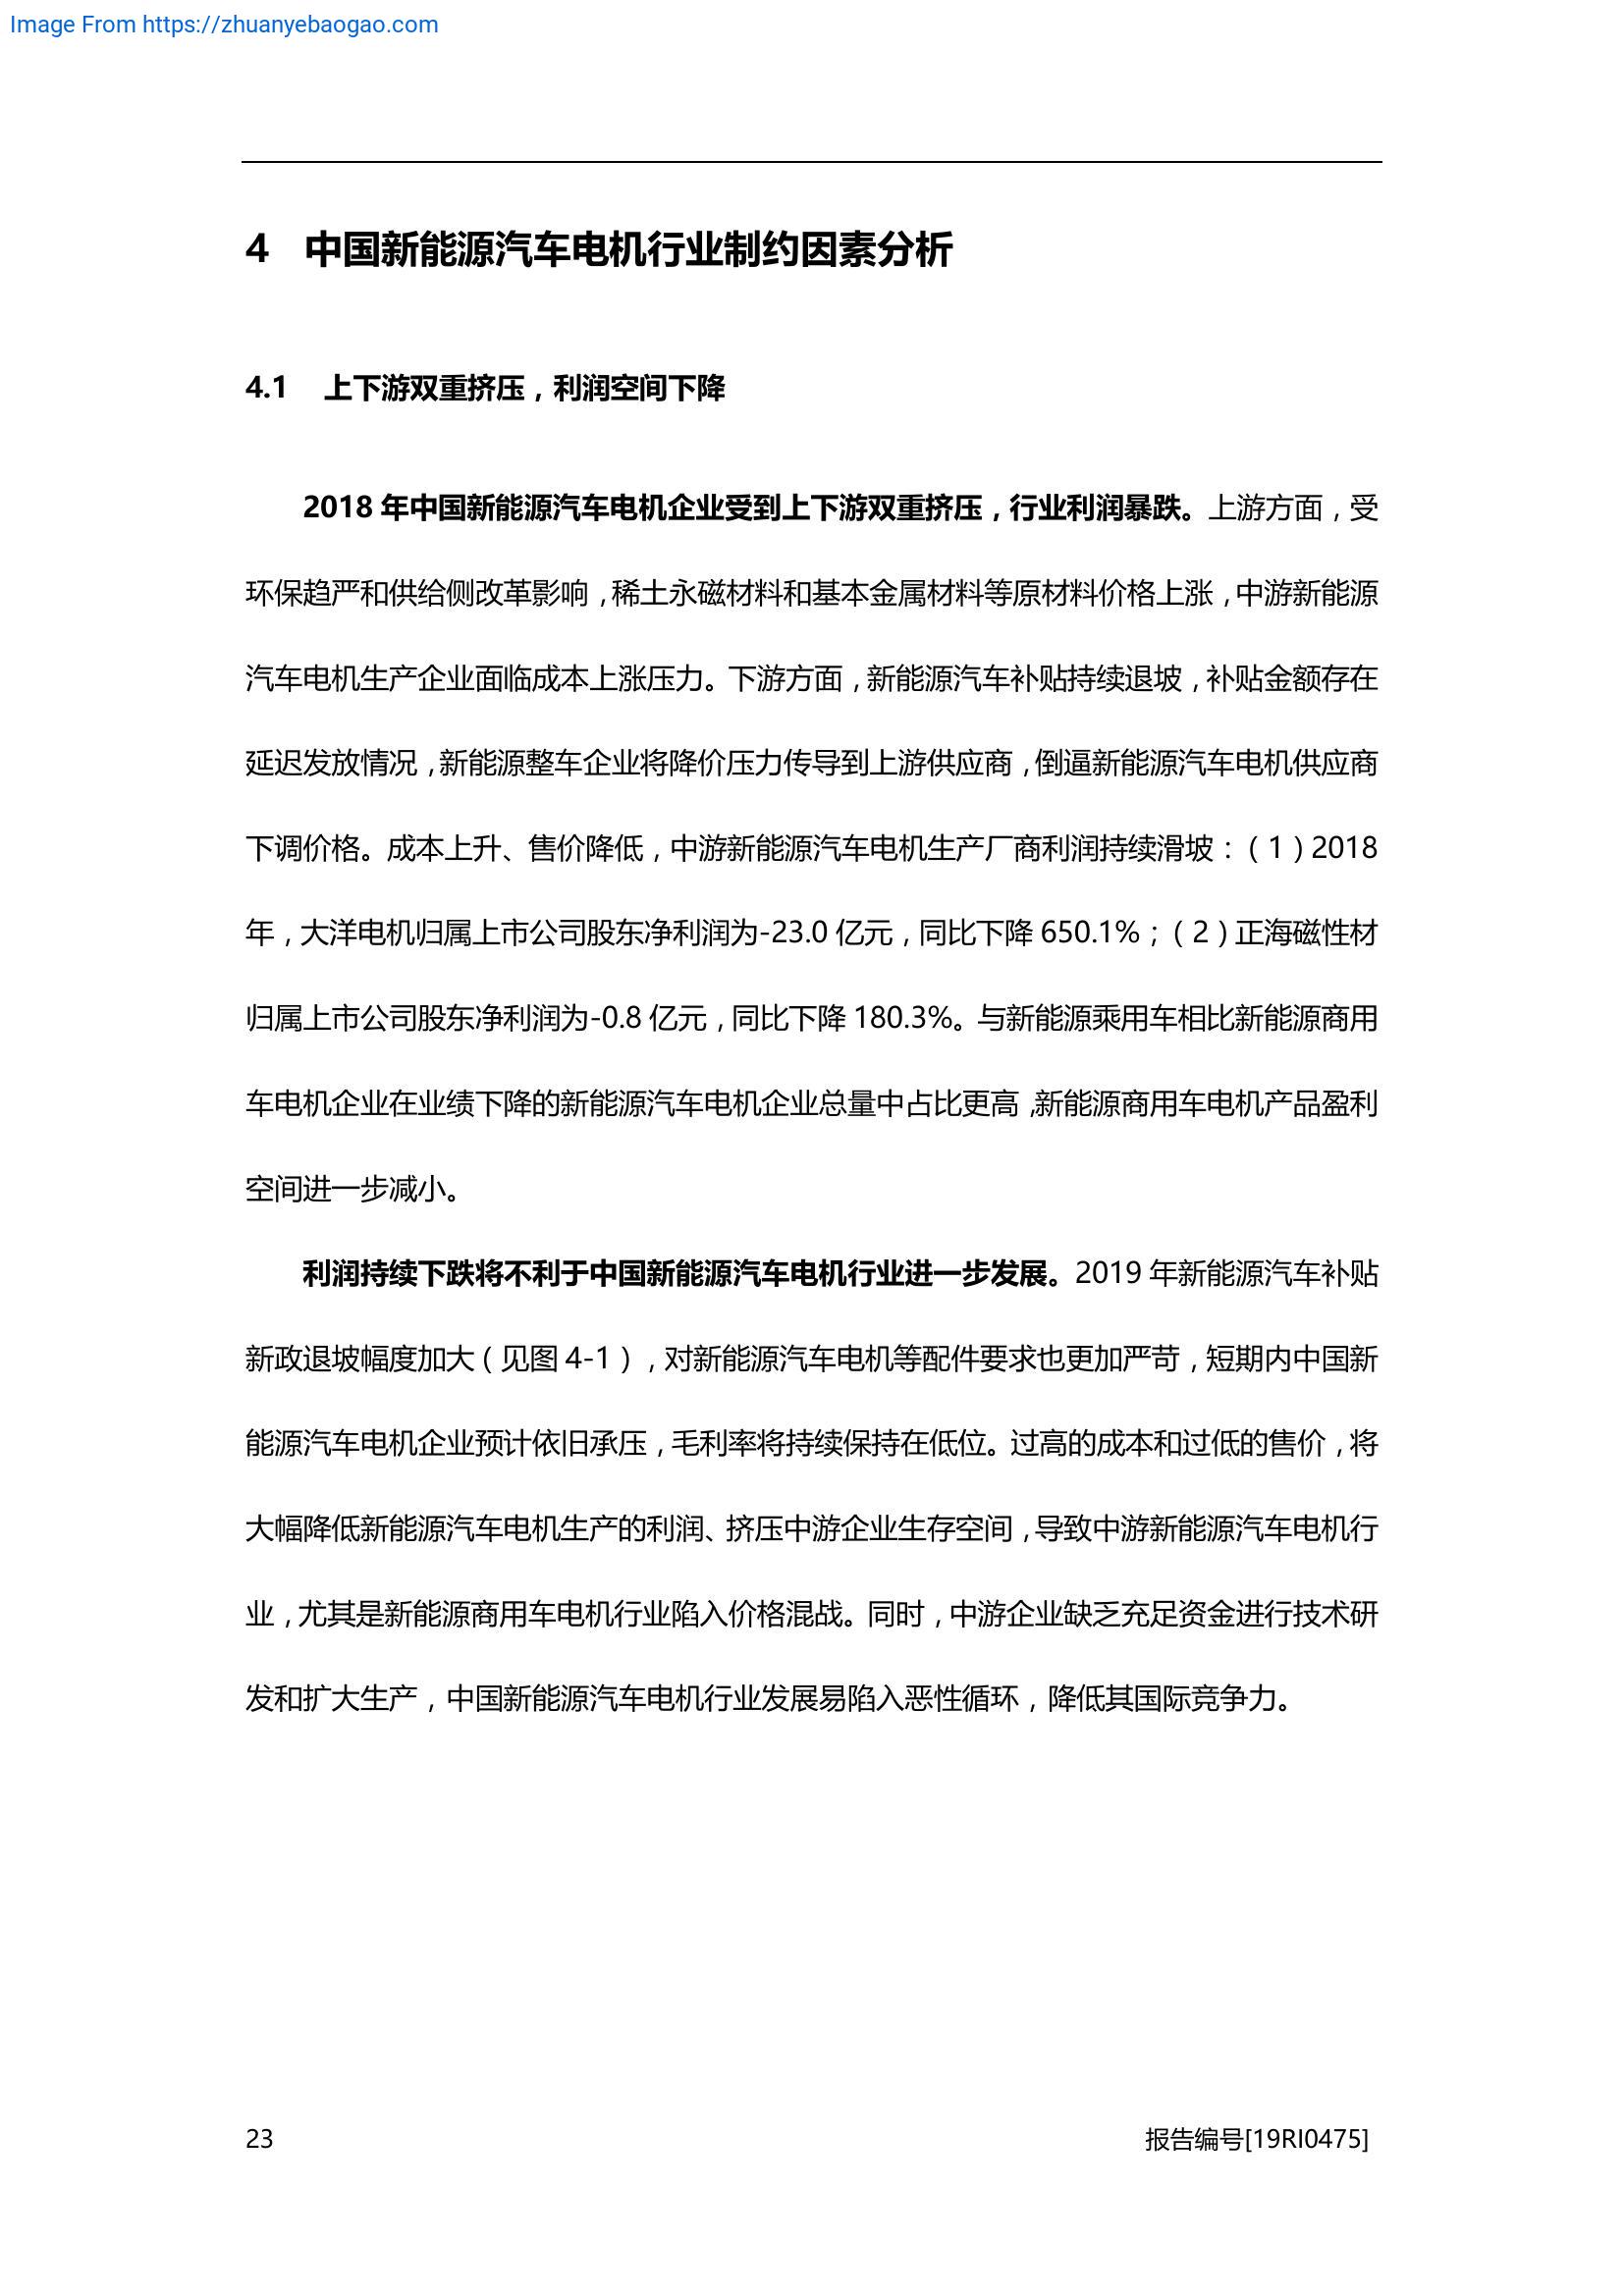 Image From https://zhuanyebaogao.com
4 中国新能源汽车电机行业制约因素分析
4.1 上下游双重挤压，利润空间下降
2018 年中国新能源汽车电机企业受到上下游双重挤压，行业利润暴跌。上游方面，受
环保趋严和供给侧改革影响，稀土永磁材料和基本金属材料等原材料价格上涨，中游新能源
汽车电机生产企业面临成本上涨压力。下游方面，新能源汽车补贴持续退坡，补贴金额存在
延迟发放情况，新能源整车企业将降价压力传导到上游供应商，倒逼新能源汽车电机供应商
下调价格。成本上升、售价降低，中游新能源汽车电机生产厂商利润持续滑坡：（1）2018
年，大洋电机归属上市公司股东净利润为-23.0 亿元，同比下降 650.1%；（2）正海磁性材
归属上市公司股东净利润为-0.8 亿元，同比下降 180.3%。与新能源乘用车相比新能源商用
车电机企业在业绩下降的新能源汽车电机企业总量中占比更高，新能源商用车电机产品盈利
空间进一步减小。
利润持续下跌将不利于中国新能源汽车电机行业进一步发展。2019 年新能源汽车补贴
新政退坡幅度加大（见图 4-1），对新能源汽车电机等配件要求也更加严苛，短期内中国新
能源汽车电机企业预计依旧承压，毛利率将持续保持在低位。过高的成本和过低的售价，将
大幅降低新能源汽车电机生产的利润、挤压中游企业生存空间，导致中游新能源汽车电机行
业，尤其是新能源商用车电机行业陷入价格混战。同时，中游企业缺乏充足资金进行技术研
发和扩大生产，中国新能源汽车电机行业发展易陷入恶性循环，降低其国际竞争力。
23 报告编号[19RI0475]